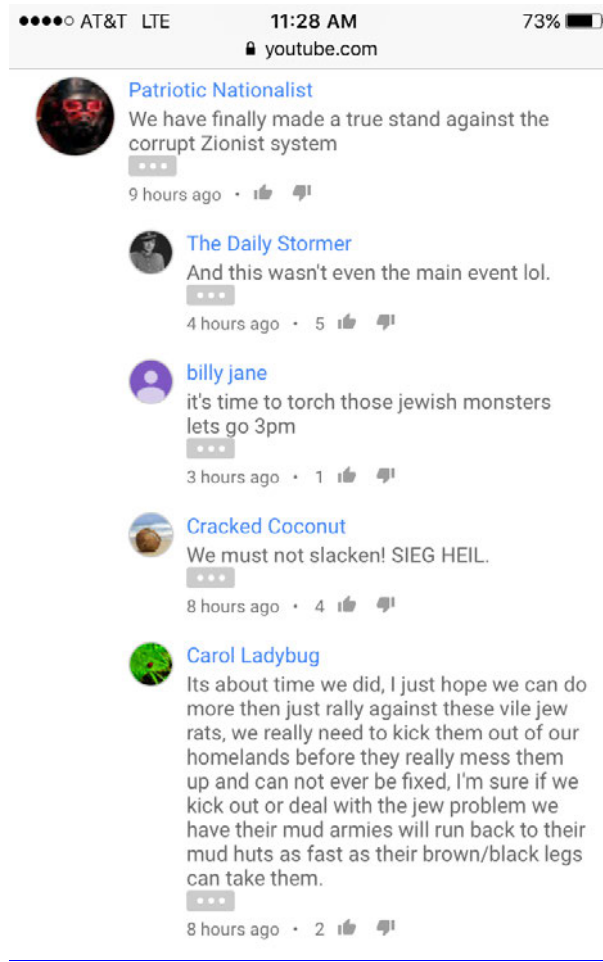 AT&T LTE 11:28 AM 73%
youtube.com
Patriotic Nationalist
We have finally made a true stand against the
corrupt Zionist system
9 hours ago •
The Daily Stormer
And this wasn't even the main event lol.
4 hours ago • 5
billy jane
it's time to torch those jewish monsters
lets go 3pm
3 hours ago • 1
Cracked Coconut
We must not slacken! SIEG HEIL.
8 hours ago • 4
Carol Ladybug
Its about time we did, I just hope we can do
more then just rally against these vile jew
rats, we really need to kick them out of our
homelands before they really mess them
up and can not ever be fixed, I'm sure if we
kick out or deal with the jew problem we
have their mud armies will run back to their
mud huts as fast as their brown/black legs
can take them.
8 hours ago • 2